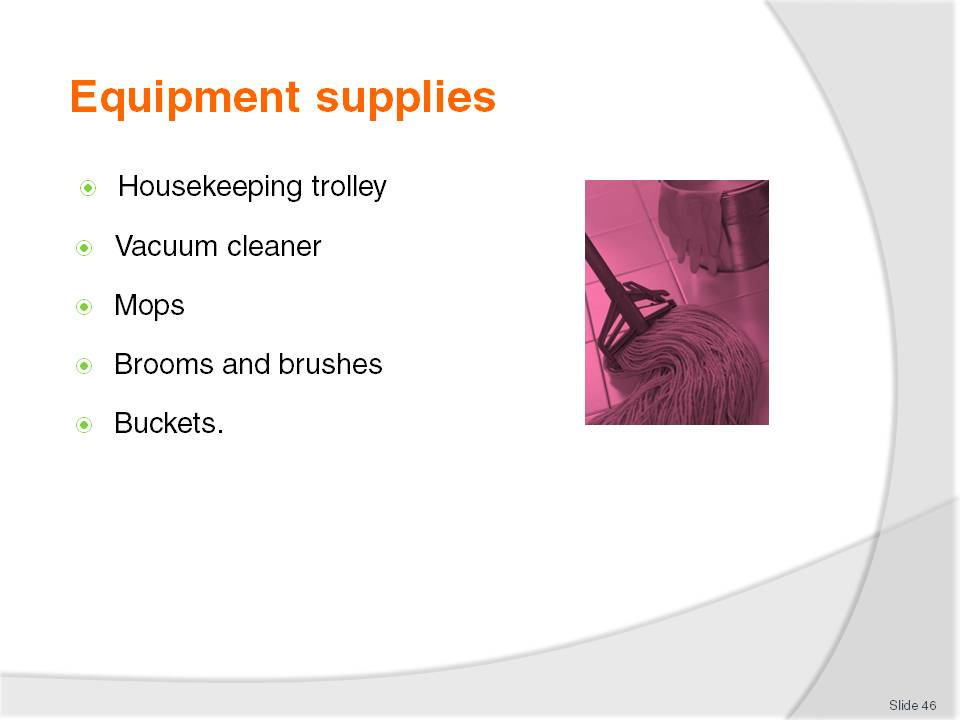 Equipment supplies
Housekeeping trolley
Vacuum cleaner
Mops
Brooms and brushes
Buckets.
Slide 46